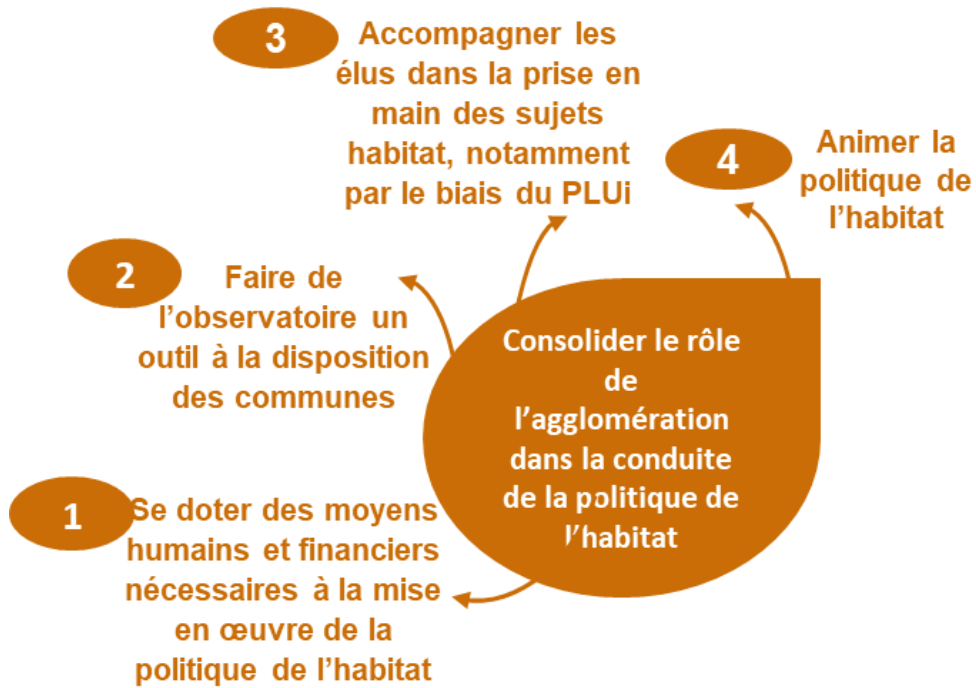 3
Accompagner les
élus dans la prise en
main des sujets
habitat, notamment
par le biais du PLUi
4
Animer la
politique de
l'habitat
2
Faire de
l'observatoire un
outil à la disposition
des communes
Consolider le rôle
de
l'agglomération
dans la conduite
de la politique de
l'habitat
1
Se doter des moyens
humains et financiers
nécessaires à la mise
en œuvre de la
politique de l'habitat